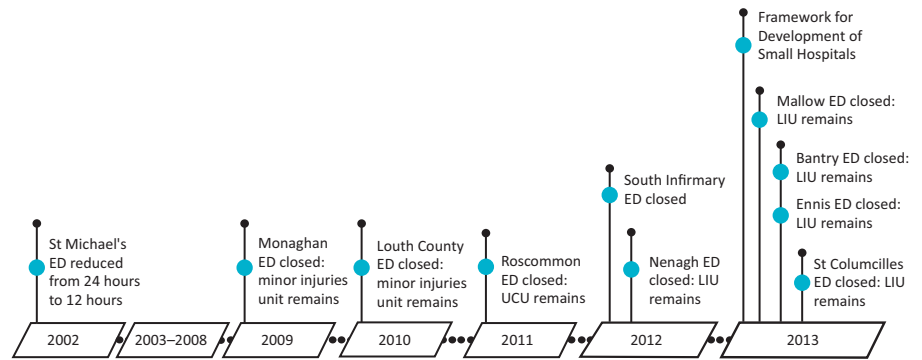 St Michael's
ED reduced
from 24 hours
to 12 hours
Monaghan
ED closed:
minor injuries
unit remains
Louth County
ED closed:
minor injuries
unit remains
Roscommon
ED closed:
UCU remains
South Infirmary
ED closed
Nenagh ED
closed: LIU
remains
Framework for
Development of
Small Hospitals
Mallow ED closed:
LIU remains
Bantry ED closed:
LIU remains
Ennis ED closed:
LIU remains
St Columcilles
ED closed: LIU
remains
2002
2003–2008
2009
2010
2011
2012
2013